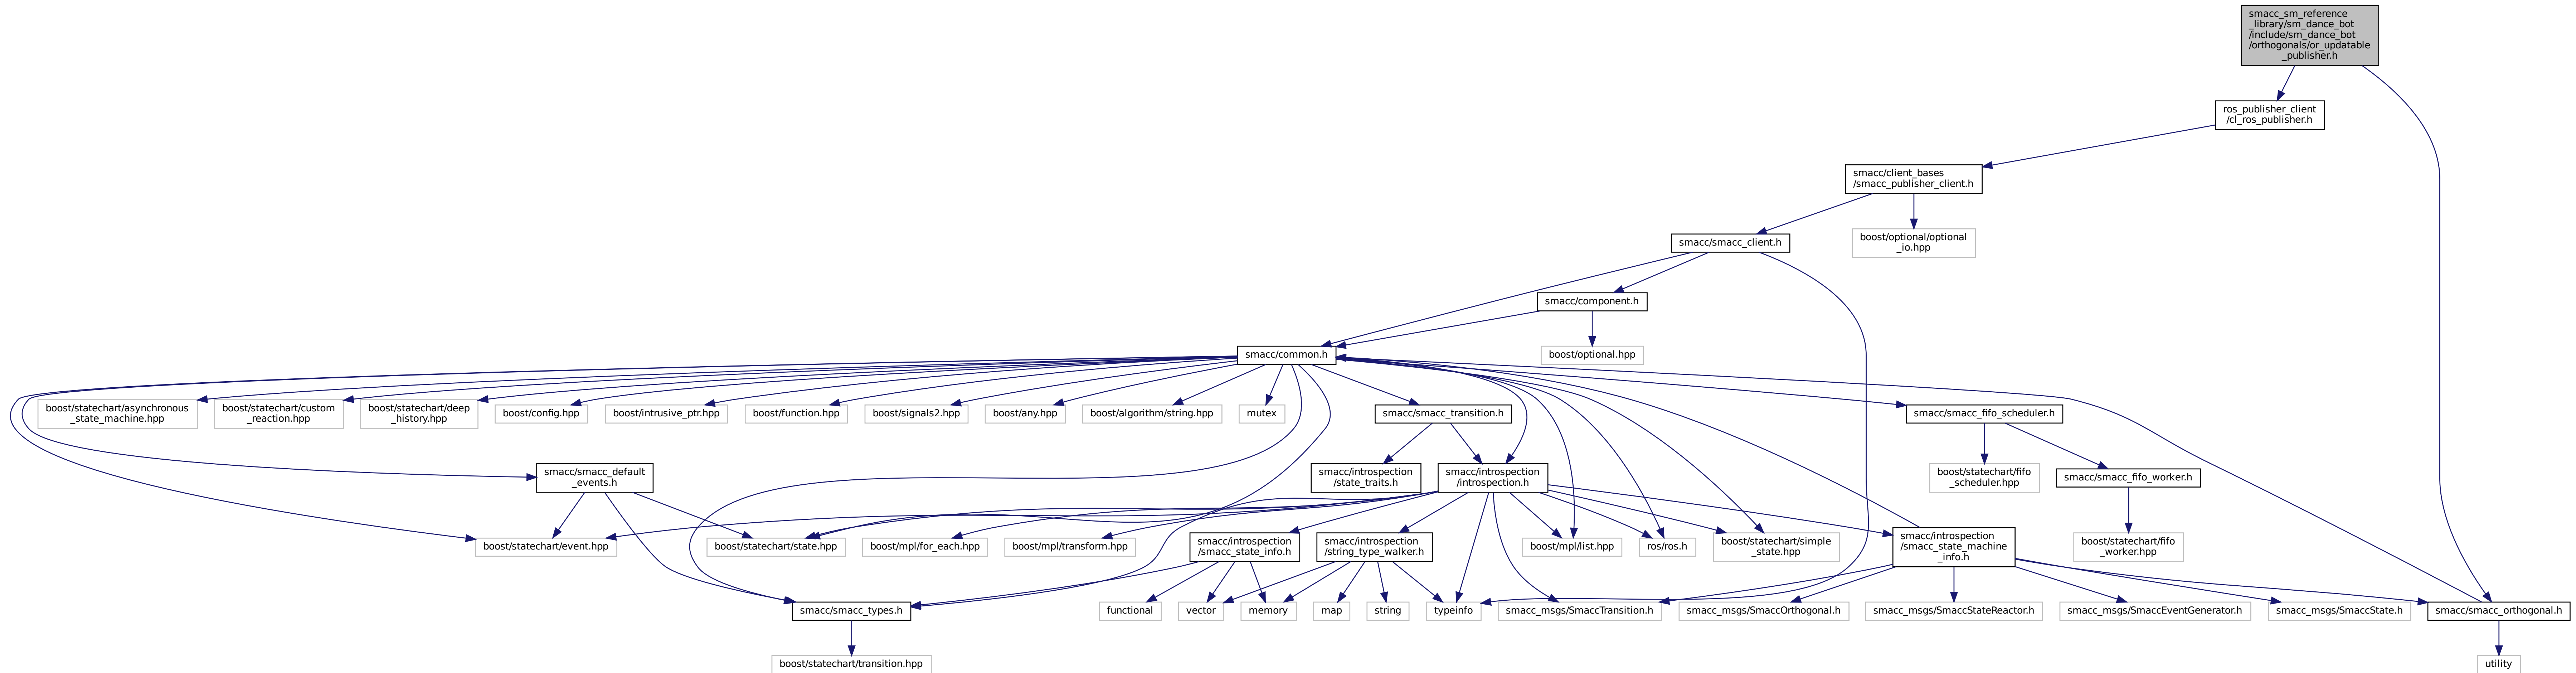 smacc_sm_reference
_library/sm_dance_bot
/include/sm_dance_bot
/orthogonals/or_updatable
_publisher.h
ros_publisher_client
/cl_ros_publisher.h
smacc/client_bases
/smacc_publisher_client.h
smacc/smacc_client.h
boost/optional/optional
_io.hpp
smacc/component.h
smacc/common.h
boost/optional.hpp
boost/statechart/asynchronous
_state_machine.hpp
boost/statechart/custom
_reaction.hpp
boost/statechart/deep
_history.hpp
boost/config.hpp
boost/intrusive_ptr.hpp
boost/function.hpp
boost/signals2.hpp
boost/any.hpp
boost/algorithm/string.hpp
mutex
smacc/smacc_transition.h
smacc/smacc_fifo_scheduler.h
smacc/smacc_default
_events.h
smacc/introspection
/state_traits.h
smacc/introspection
/introspection.h
boost/statechart/fifo
_scheduler.hpp
smacc/smacc_fifo_worker.h
boost/statechart/event.hpp
boost/statechart/state.hpp
boost/mpl/for_each.hpp
boost/mpl/transform.hpp
smacc/introspection
/smacc_state_info.h
smacc/introspection
/string_type_walker.h
boost/mpl/list.hpp
ros/ros.h
boost/statechart/simple
_state.hpp
smacc/introspection
/smacc_state_machine
_info.h
boost/statechart/fifo
_worker.hpp
smacc/smacc_types.h
functional
vector
memory
map
string
typeinfo
smacc_msgs/SmaccTransition.h
smacc_msgs/SmaccOrthogonal.h
smacc_msgs/SmaccStateReactor.h
smacc_msgs/SmaccEventGenerator.h
smacc_msgs/SmaccState.h
smacc/smacc_orthogonal.h
boost/statechart/transition.hpp
utility